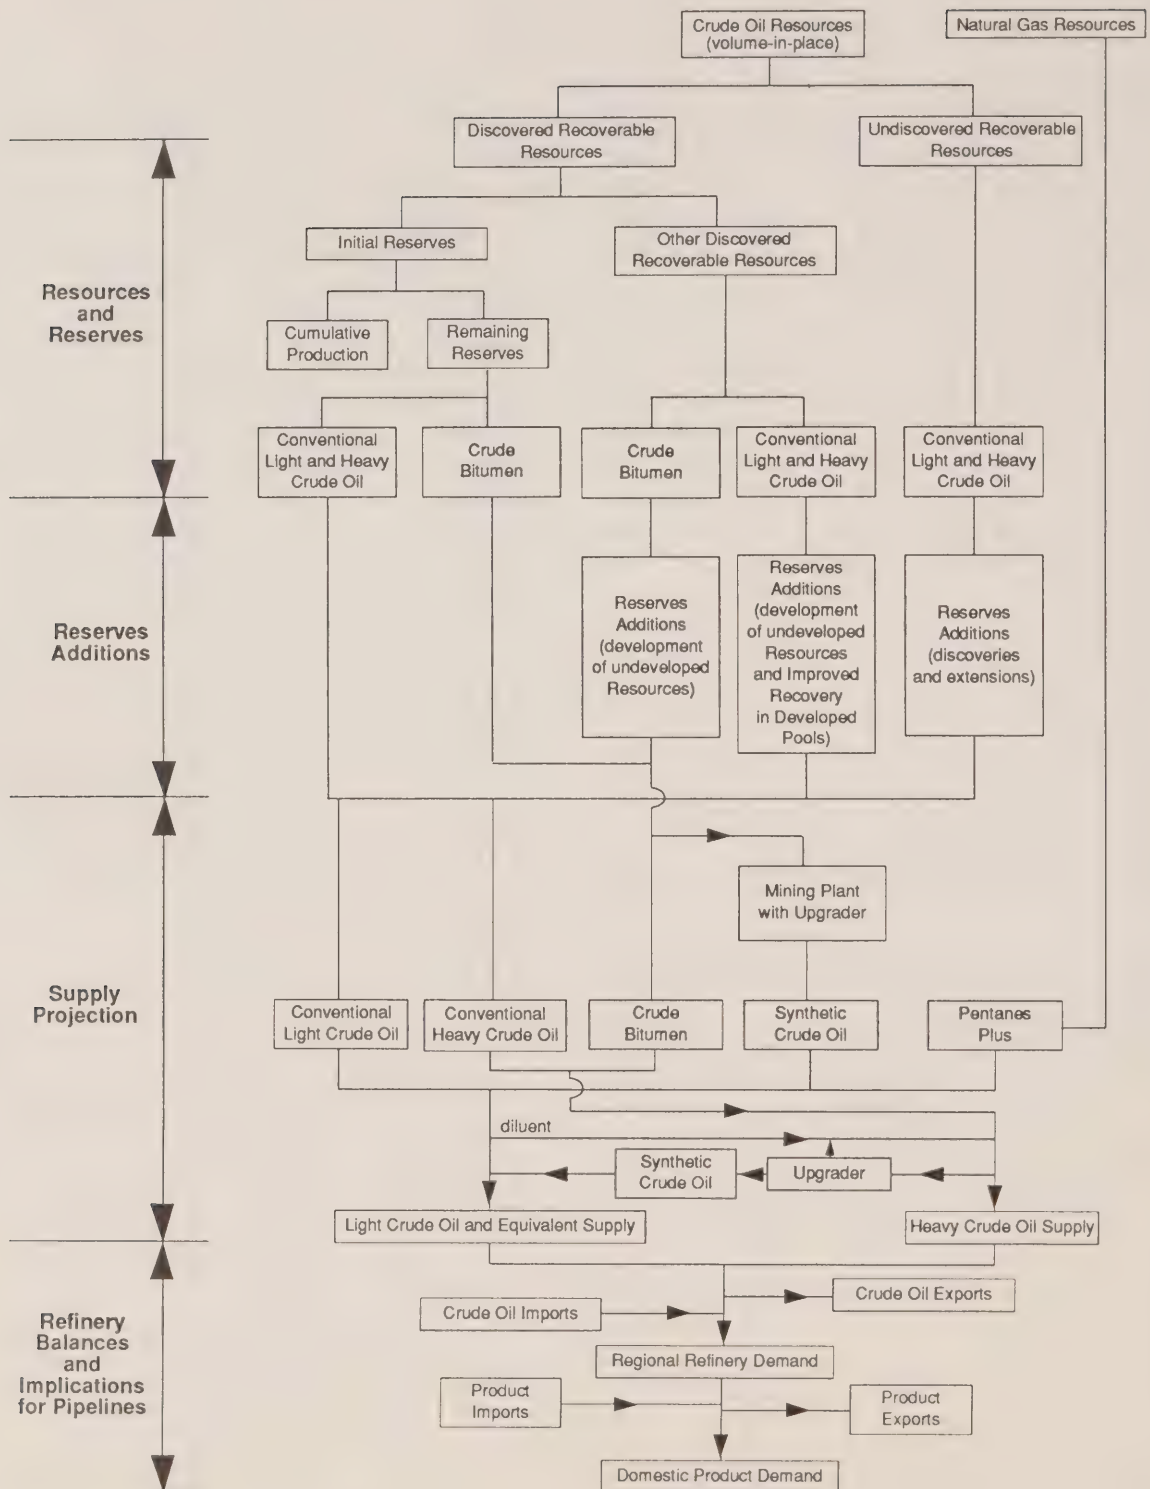 Crude Oil Resources
(volume-in-place)
Natural Gas Resources
Discovered Recoverable
Resources
Undiscovered Recoverable
Resources
Initial Reserves
Other Discovered
Recoverable Resources
Resources
and
Reserves
Cumulative
Production
Remaining
Reserves
Conventional
Light and Heavy
Crude Oil
Crude
Bitumen
Crude
Bitumen
Conventional
Light and Heavy
Crude Oil
Conventional
Light and Heavy
Crude Oil
Reserves
Additions
Reserves
Additions
(development
of undeveloped
Resources)
Reserves
Additions
(development
of undeveloped
Resources
and Improved
Recovery
in Developed
Pools)
Reserves
Additions
(discoveries
and extensions)
Mining Plant
with Upgrader
Supply
Projection
Conventional
Light Crude Oil
Conventional
Heavy Crude Oil
Crude
Bitumen
Synthetic
Crude Oil
Pentanes
Plus
diluent
Synthetic
Crude Oil
Upgrader
Light Crude Oil and Equivalent Supply
Heavy Crude Oil Supply
Refinery
Balances
and
Implications
for Pipelines
Crude Oil Imports
Crude Oil Exports
Regional Refinery Demand
Product
Imports
Product
Exports
Domestic Product Demand